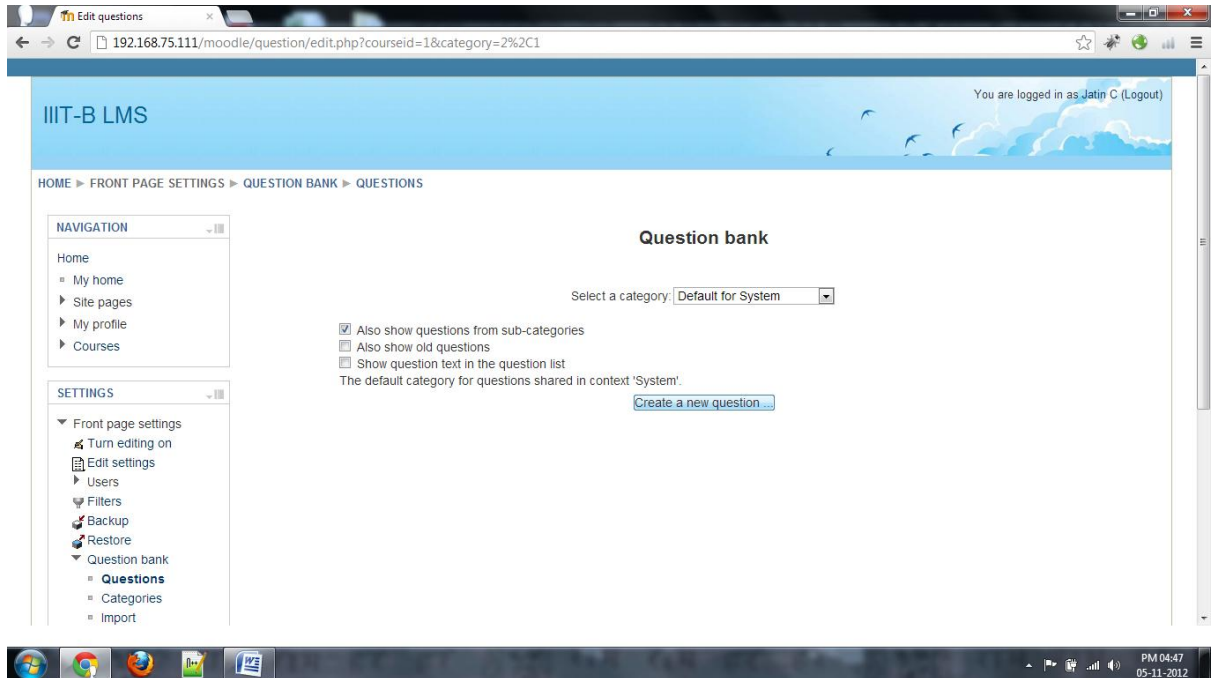 Edit questions
192.168.75.111/moodle/question/edit.php?courseid=1&category=2%2C1
You are logged in as Jatin C (Logout)
IIIT-B LMS
HOME ► FRONT PAGE SETTINGS ► QUESTION BANK ► QUESTIONS
NAVIGATION
Home
My home
Site pages
My profile
Courses
SETTINGS
Front page settings
Turn editing on
Edit settings
Users
Filters
Backup
Restore
Question bank
Questions
Categories
Import
Question bank
Select a category: Default for System
Also show questions from sub-categories
Also show old questions
Show question text in the question list
The default category for questions shared in context 'System'.
Create a new question ...
PM 04:47
05-11-2012